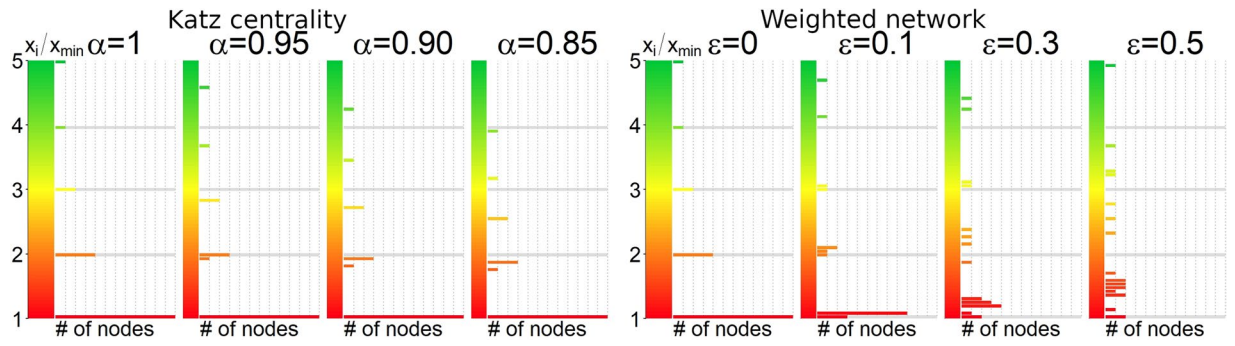 Katz centrality
Weighted network
xi/xmin α=1 α=0.95 α=0.90 α=0.85
xi/xmin ε=0 ε=0.1 ε=0.3 ε=0.5
5
4
3
2
1
5
4
3
2
1
# of nodes # of nodes # of nodes # of nodes
# of nodes # of nodes # of nodes # of nodes